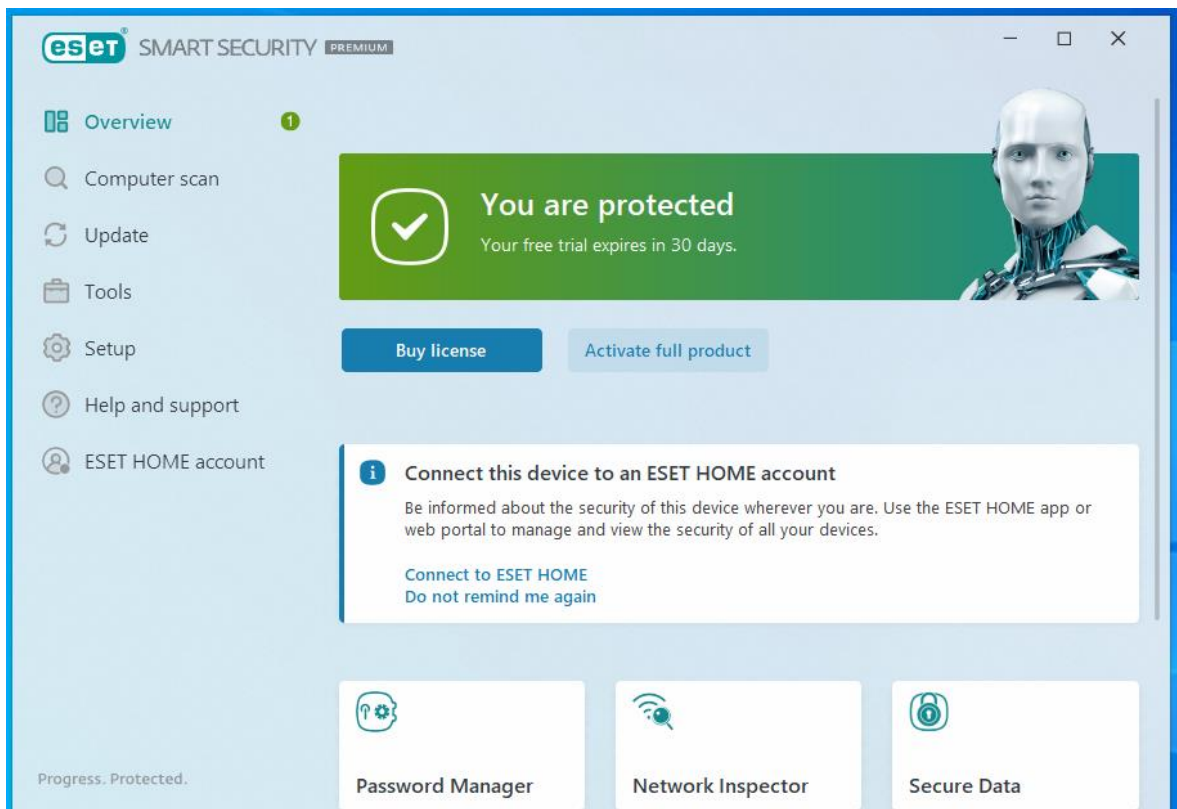 eset® SMART SECURITY PREMIUM
Overview 1
Computer scan
Update
Tools
Setup
Help and support
ESET HOME account
You are protected
Your free trial expires in 30 days.
Buy license
Activate full product
i
Connect this device to an ESET HOME account
Be informed about the security of this device wherever you are. Use the ESET HOME app or
web portal to manage and view the security of all your devices.
Connect to ESET HOME
Do not remind me again
Password Manager
Network Inspector
Secure Data
Progress. Protected.